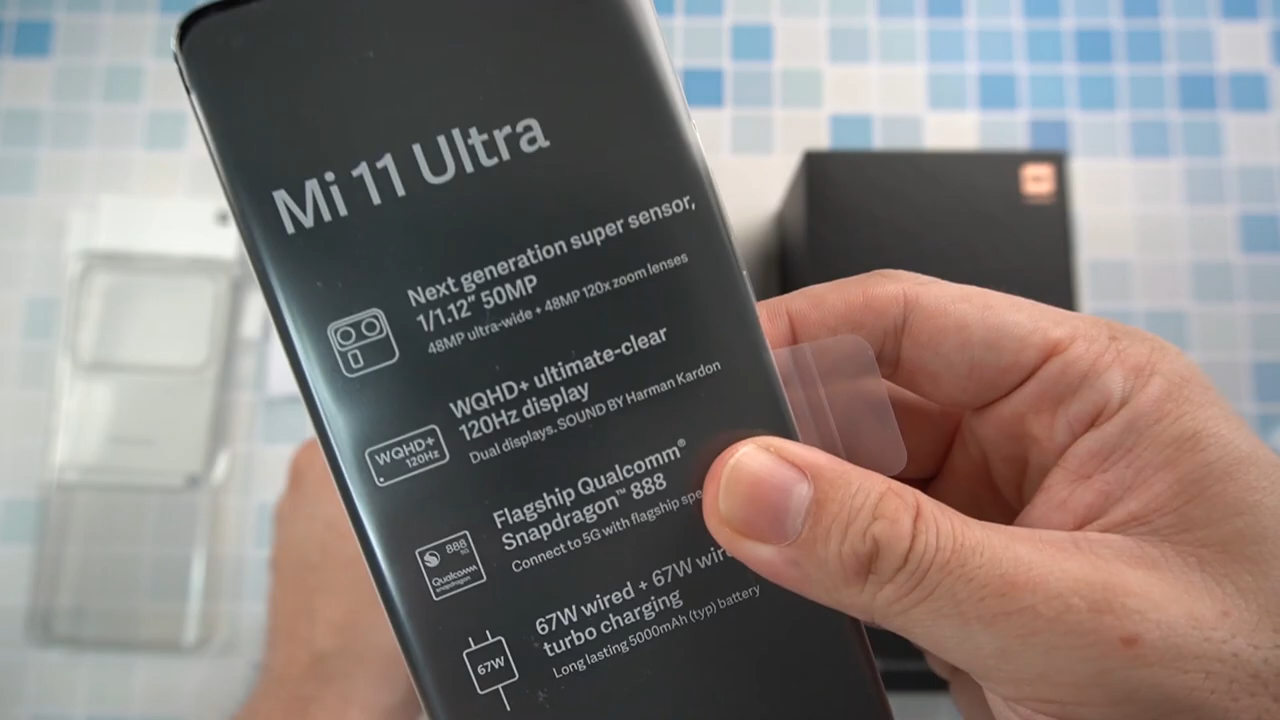 Mi 11 Ultra
Next generation super sensor,
1/1.12" 50MP
48MP ultra-wide + 48MP 120x zoom lenses
WQHD+
120Hz
WQHD+ ultimate-clear
120Hz display
Dual displays. SOUND BY Harman Kardon
888
5G
Qualcomm
snapdragon
Flagship Qualcomm®
Snapdragon™ 888
Connect to 5G with flagship
67W
67W wired + 67W
turbo charging
Long lasting 5000mAh (typ) battery